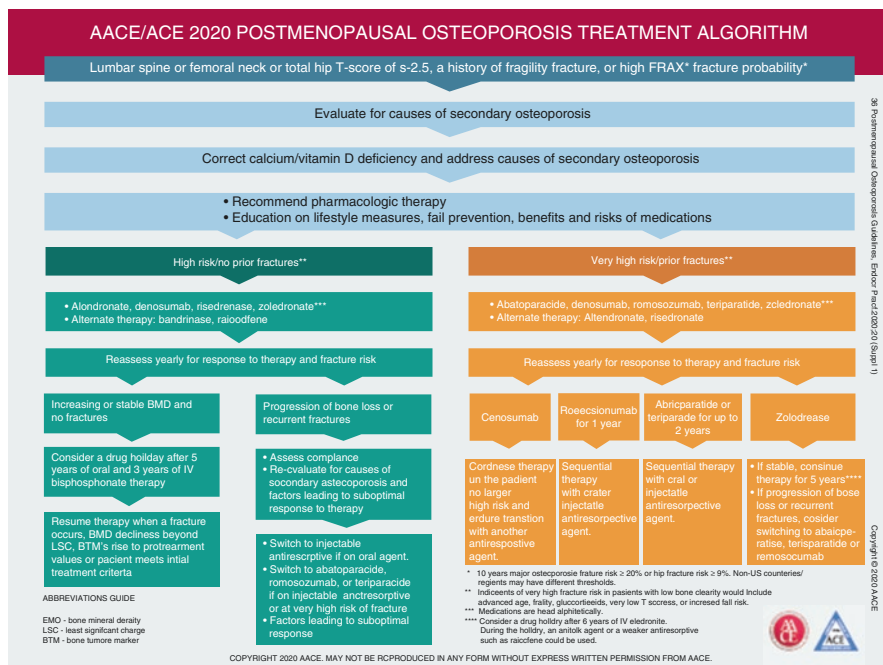 AACE/ACE 2020 POSTMENOPAUSAL OSTEOPOROSIS TREATMENT ALGORITHM
Lumbar spine or femoral neck or total hip T-score of s-2.5, a history of fragility fracture, or high FRAX* fracture probability*
Evaluate for causes of secondary osteoporosis
Correct calcium/vitamin D deficiency and address causes of secondary osteoporosis
• Recommend pharmacologic therapy
• Education on lifestyle measures, fail prevention, benefits and risks of medications
High risk/no prior fractures**
• Alondronate, denosumab, risedrenase, zoledronate***
• Alternate therapy: bandrinase, raioodfene
Reassess yearly for response to therapy and fracture risk
Increasing or stable BMD and
no fractures
Consider a drug hoilday after 5
years of oral and 3 years of IV
bisphosphonate therapy
Resume therapy when a fracture
occurs, BMD decliness beyond
LSC, BTM's rise to protrearment
values or pacient meets intial
treatment criteria
Progression of bone loss or
recurrent fractures
• Assess complance
• Re-cvaluate for causes of
socondary astecoporosis and
factors leading to suboptimal
response to therapy
• Switch to injectable
antirescrptive if on oral agent.
• Switch to abatoparacide,
romosozumab, or teriparacide
if on injectable anctresorptive
or at very high risk of fracture
• Factors leading to suboptimal
response
Very high risk/prior fractures**
• Abatoparacide, denosumab, romosozumab, teriparatide, zcledronate***
• Alternate therapy: Altendronate, risedronate
Reassess yearly for resoponse to therapy and fracture risk
Cenosumab
Cordnese therapy
un the padient
no larger
high risk and
erdure transtion
with another
antirespostive
agent.
Roeecsionumab
for 1 year
Sequential
therapy
with crater
injectatle
antiresorpective
agent.
Abricparatide or
teriparade for up to
2 years
Sequential therapy
with cral or
injectatle
antiresorpective
agent.
Zolodrease
• If stable, consinue
therapy for 5 years****
• If progression of bose
loss or recurrent
fractures, cosider
switching to abaicpe-
ratise, terisparatide or
remosocumab
* 10 years major ostecporosis frature risk ≥ 20% or hip fracture risk ≥ 9%. Non-US counteries/
regions may have different thresholds.
** Indiceents of very high fracture risk in pasients with low bone clearity would Include
advanced age, frality, gluccortieeids, very low T sccress, or incresed fall risk.
*** Medications are head alphitetically.
**** Consider a drug holldry after 6 years of IV eledronite.
During the holldry, an anitolk agent or a weaker antiresorptive
such as raiccfene could be used.
ABBREVIATIONS GUIDE
EMO - bone mineral deraity
LSC - least signifcant charge
BTM - bone tumore marker
COPYRIGHT 2020 AACE. MAY NOT BE RCPRODUCED IN ANY FORM WITHOUT EXPRESS WRITTEN PERMISSION FROM AACE.
36 Postmenopausal Osteoporosis Guidelines, Endocr Pract.2020:20 (Suppl 1)
Copyright © 2020 AACE
ACE